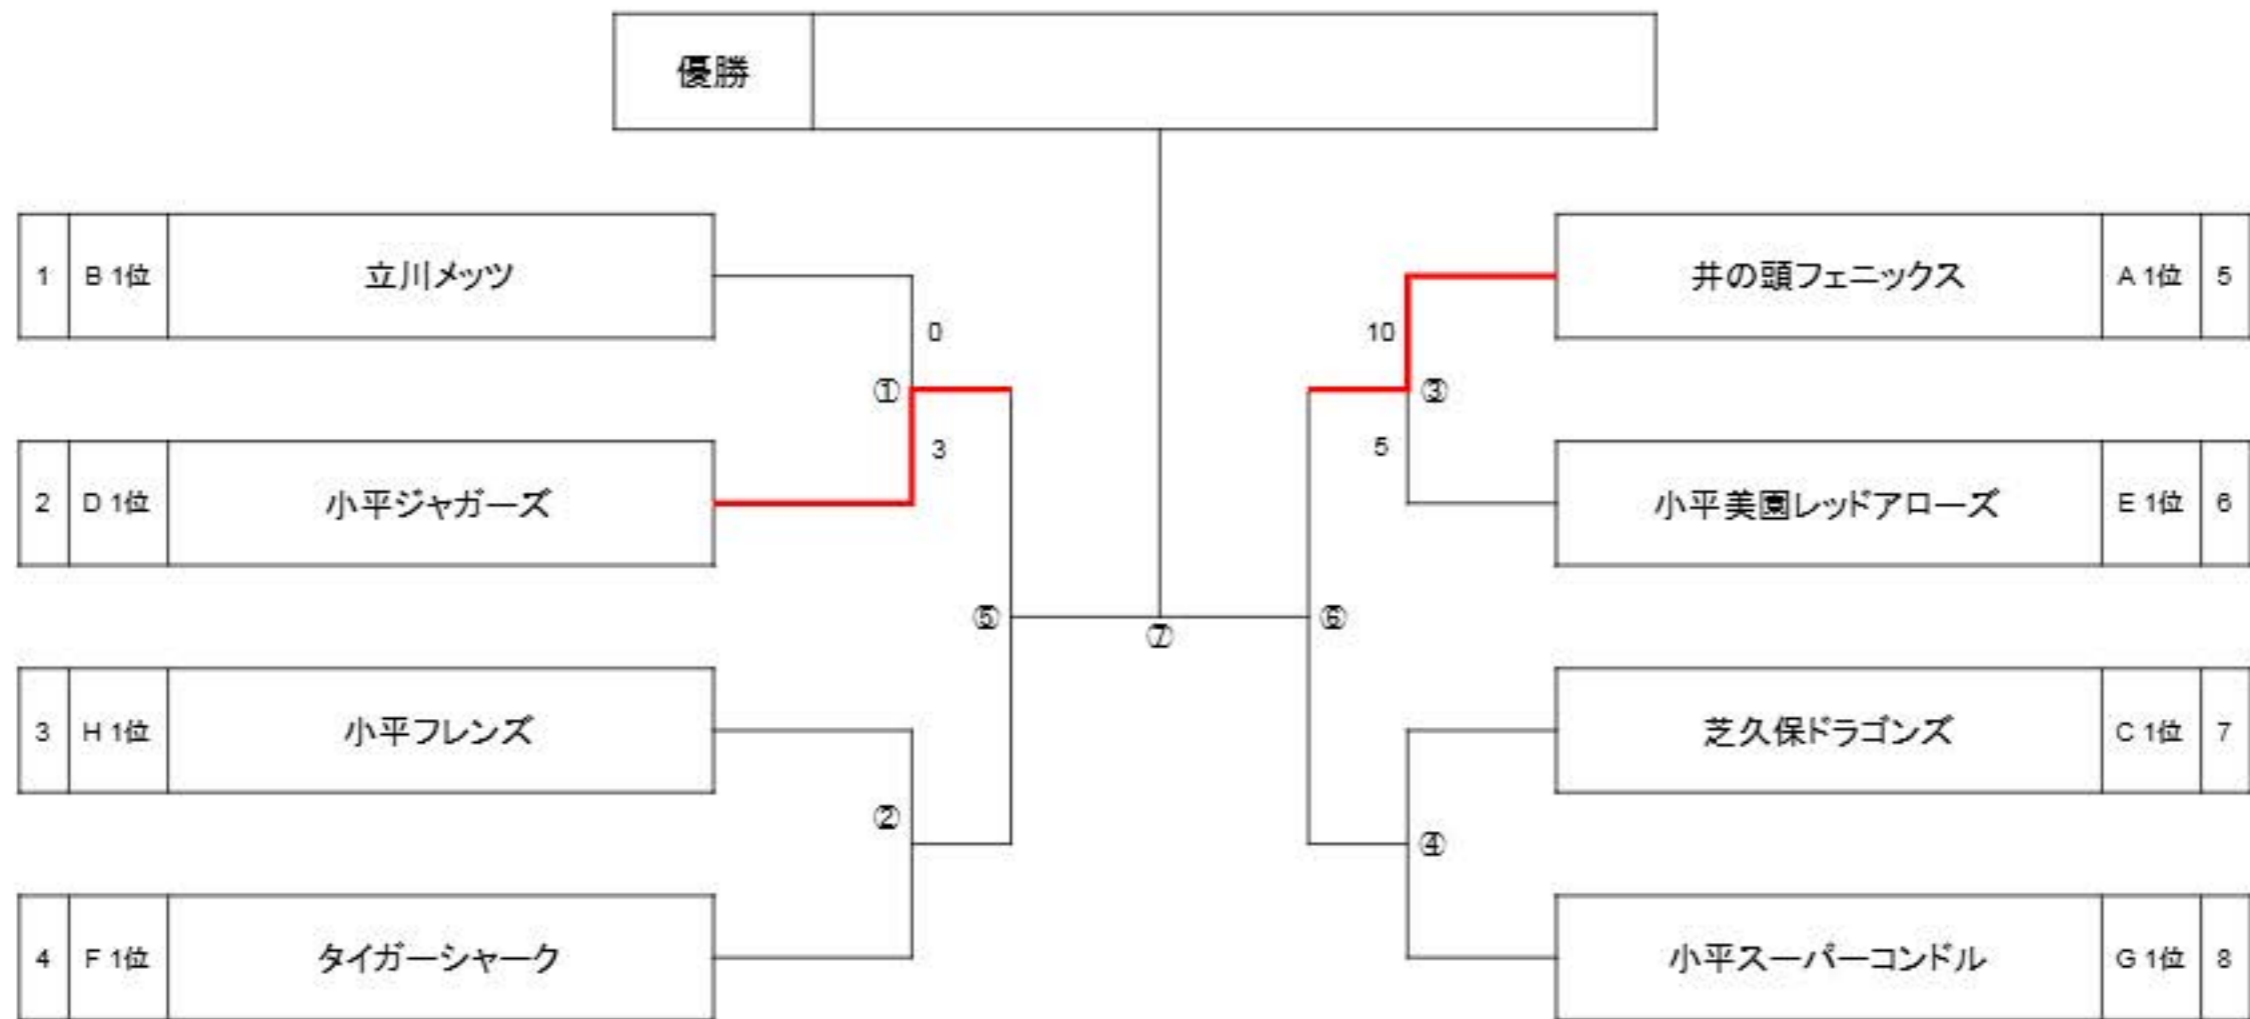 優勝
1 B 1位 立川メッツ
井の頭フェニックス A 1位 5
0
10
①
③
3
5
2 D 1位 小平ジャガーズ
小平美園レッドアローズ E 1位 6
⑤
⑦
⑥
3 H 1位 小平フレンズ
芝久保ドラゴンズ C 1位 7
②
④
4 F 1位 タイガーシャーク
小平スーパーコンドル G 1位 8